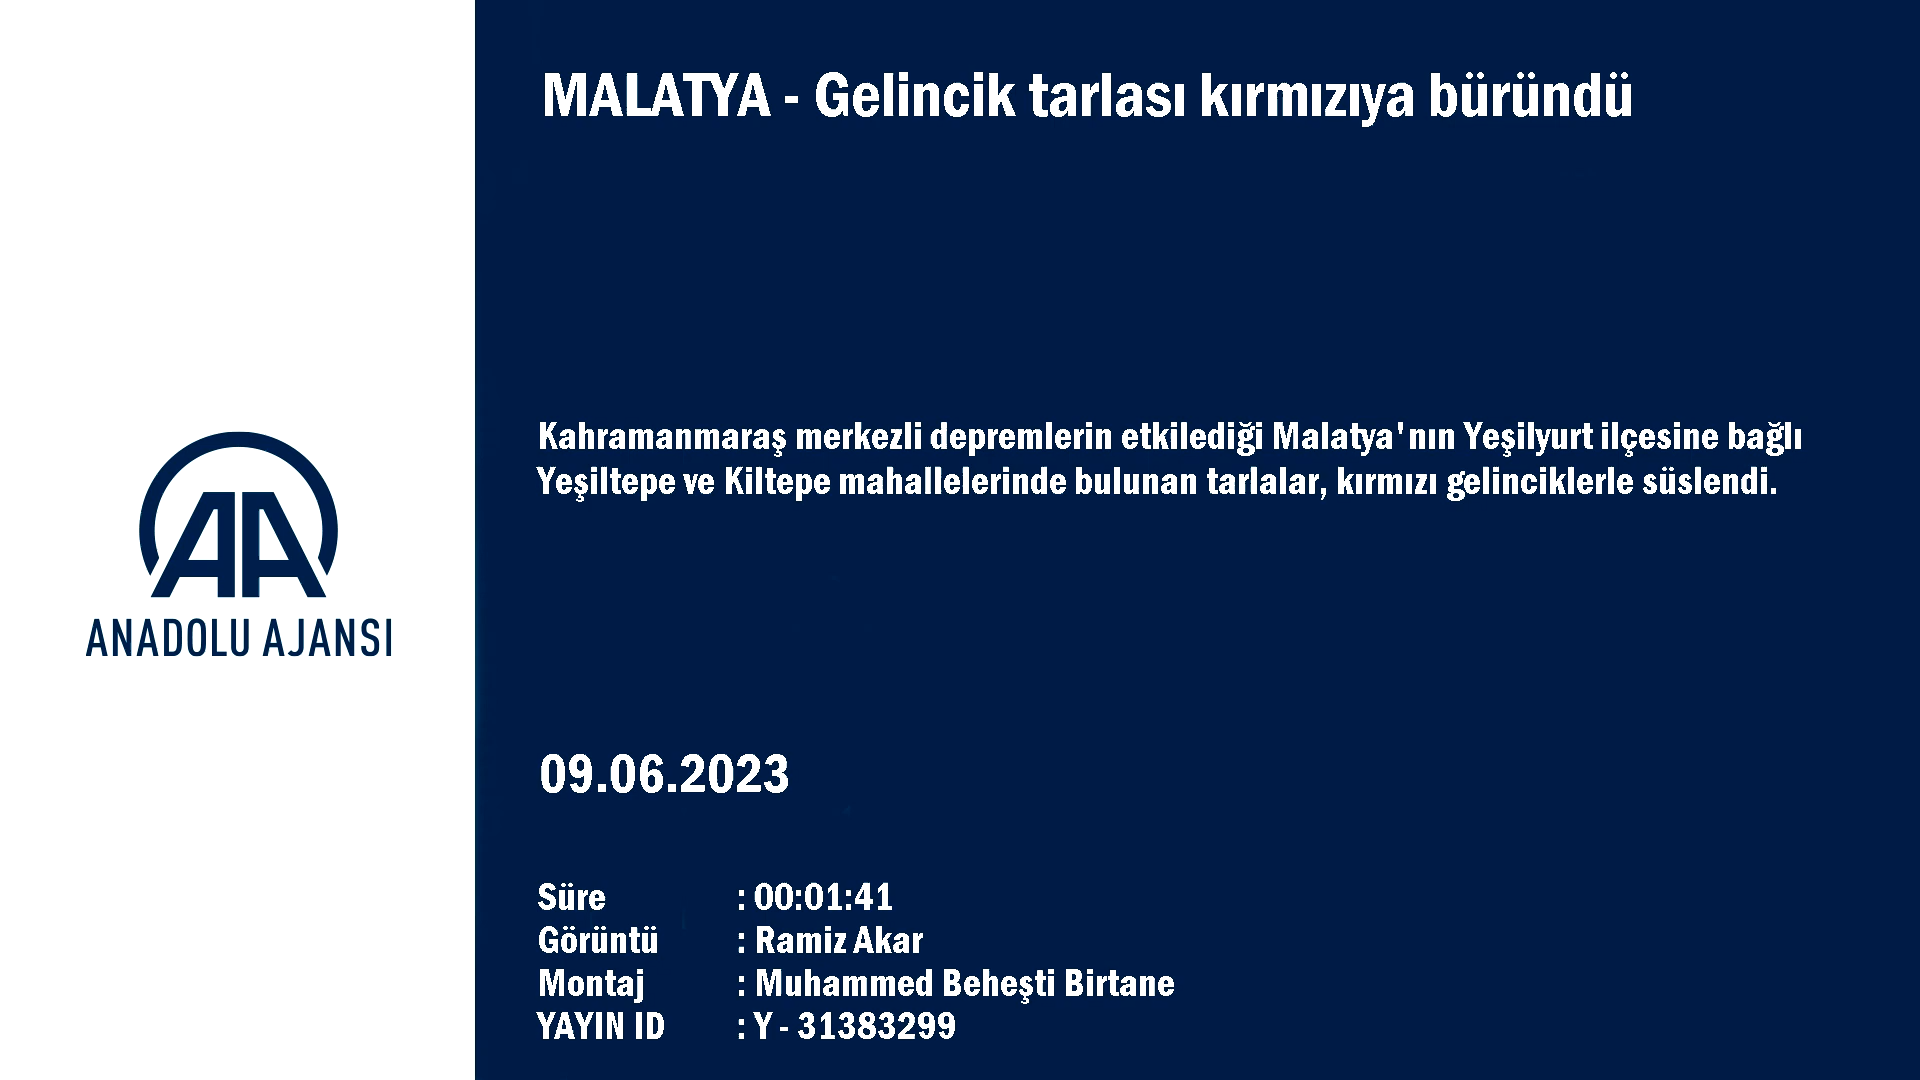 MALATYA - Gelincik tarlası kırmızıya büründü
Kahramanmaraş merkezli depremlerin etkilediği Malatya'nın Yeşilyurt ilçesine bağlı
Yeşiltepe ve Kiltepe mahallelerinde bulunan tarlalar, kırmızı gelinciklerle süslendi.
AA
ANADOLU AJANSI
09.06.2023
Süre : 00:01:41
Görüntü : Ramiz Akar
Montaj : Muhammed Beheşti Birtane
YAYIN ID : Y - 31383299